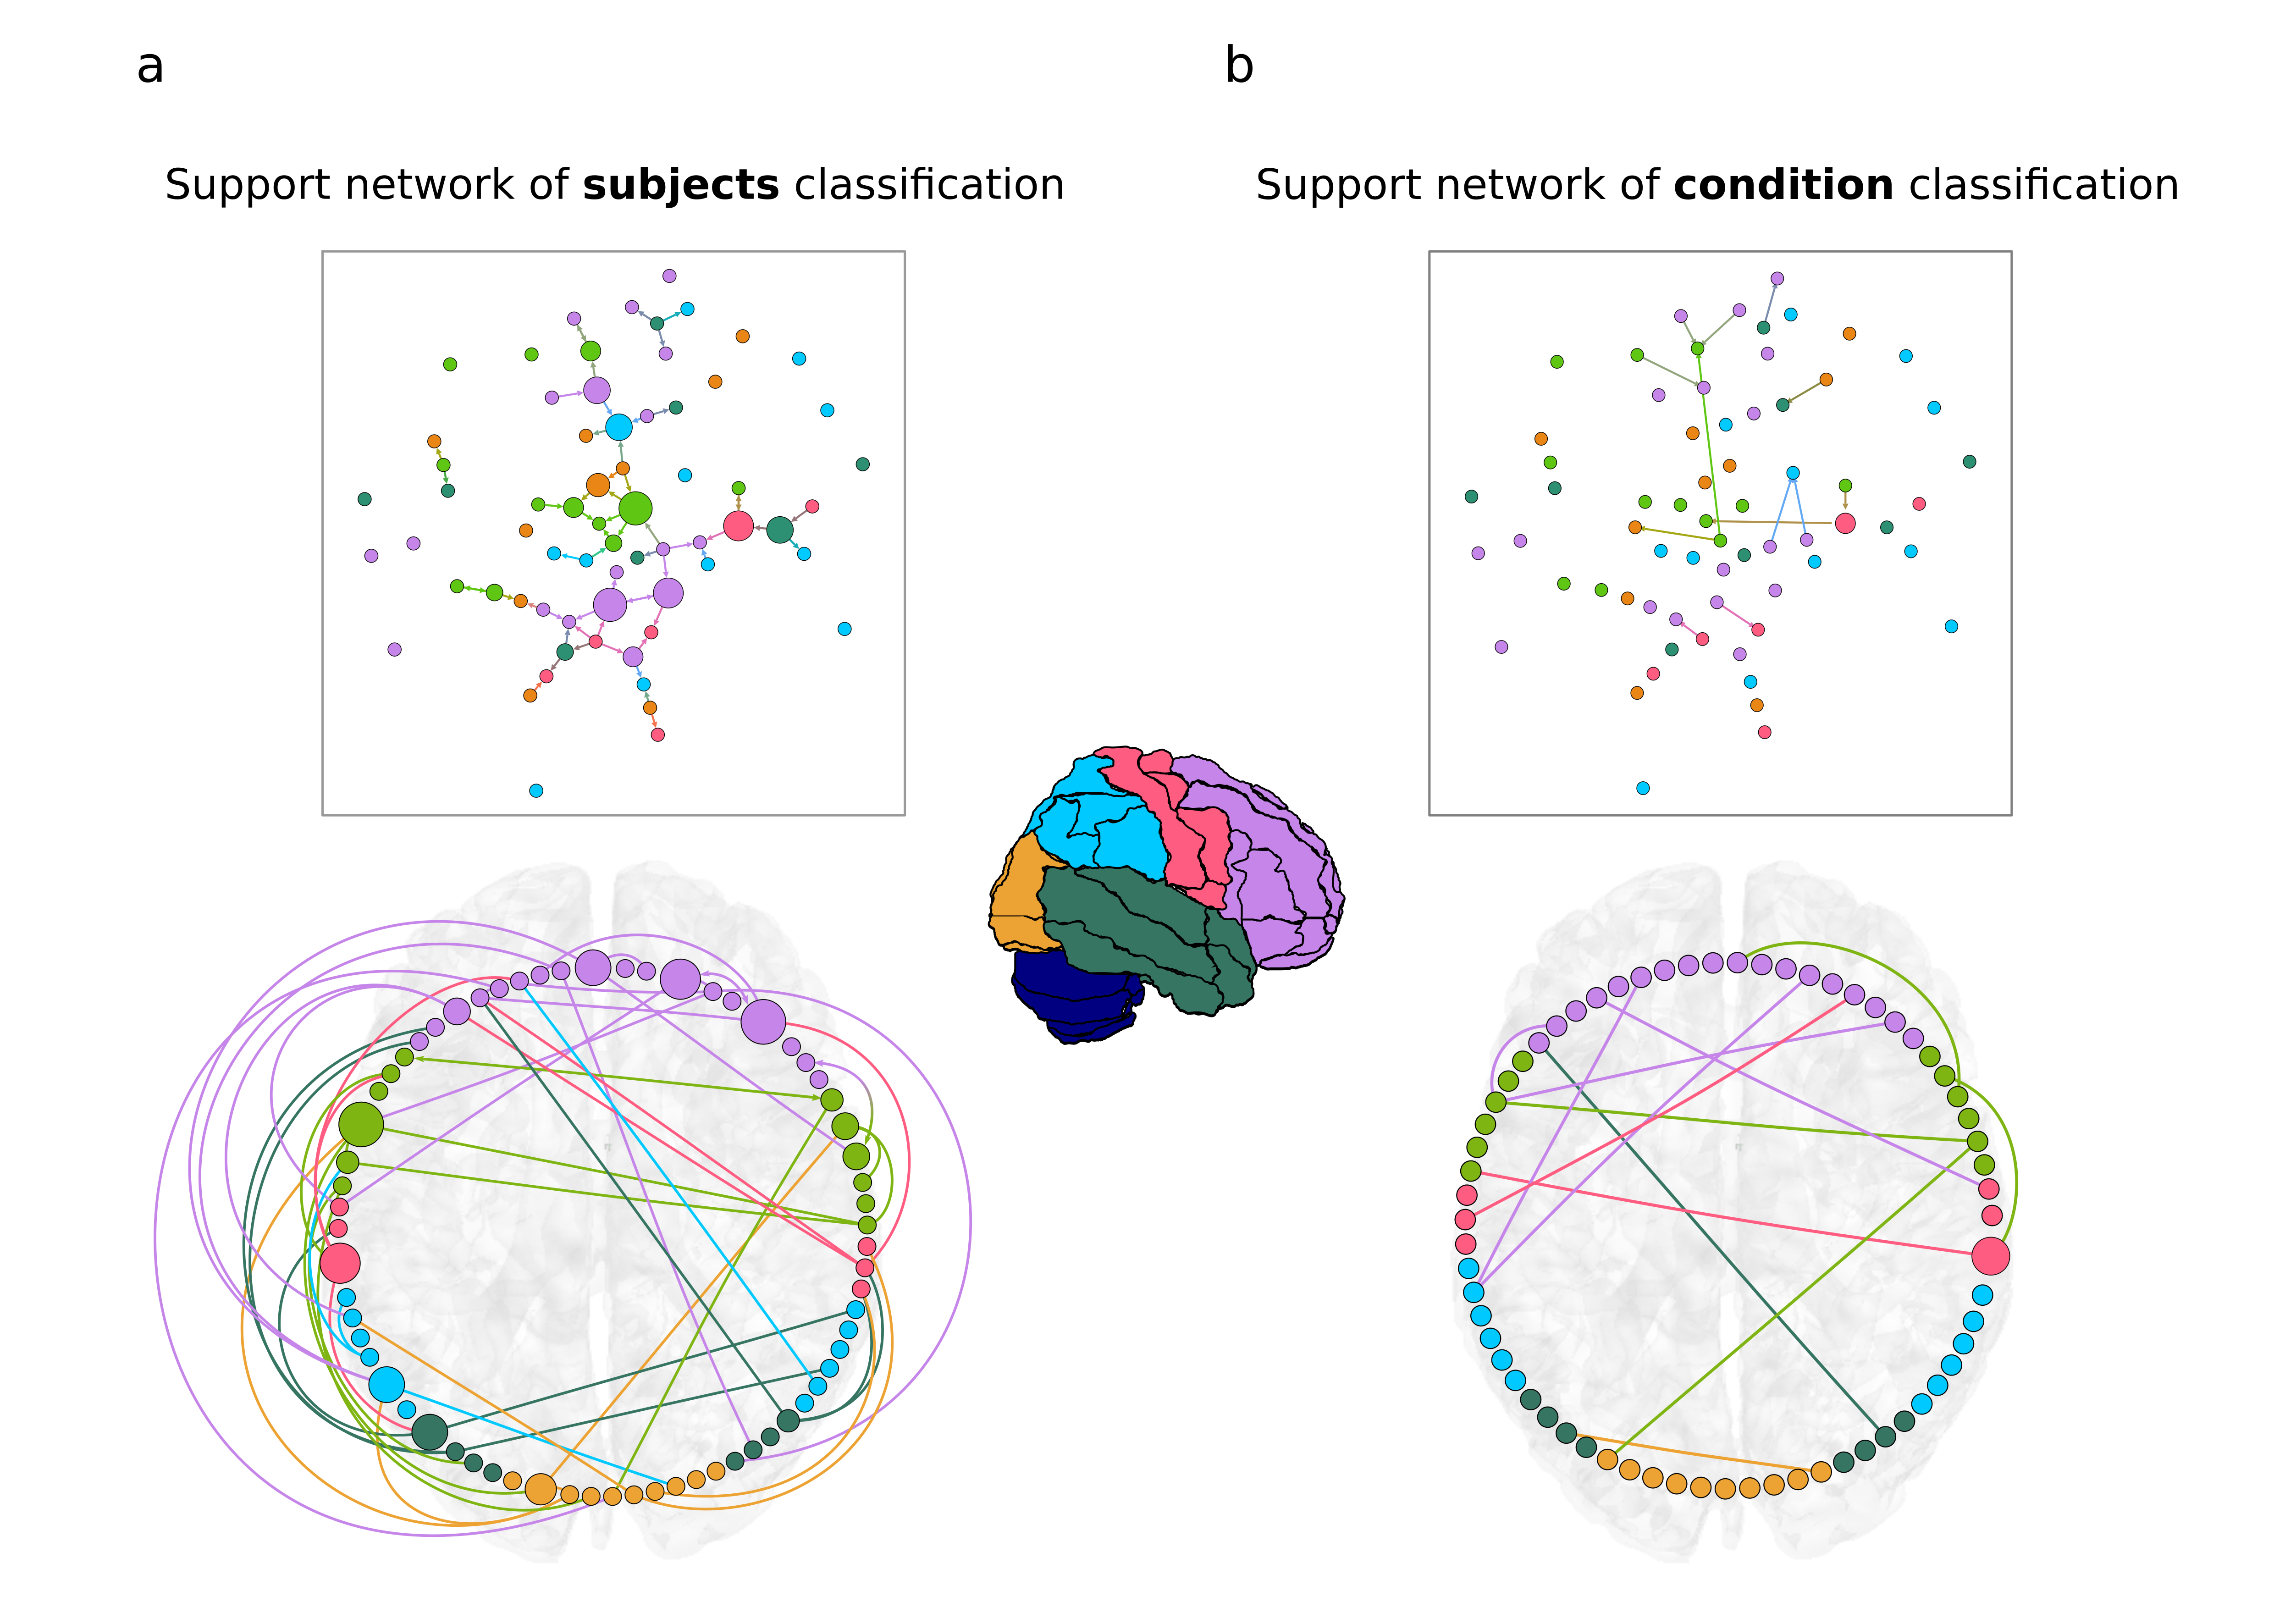 a
b
Support network of subjects classification
Support network of condition classification